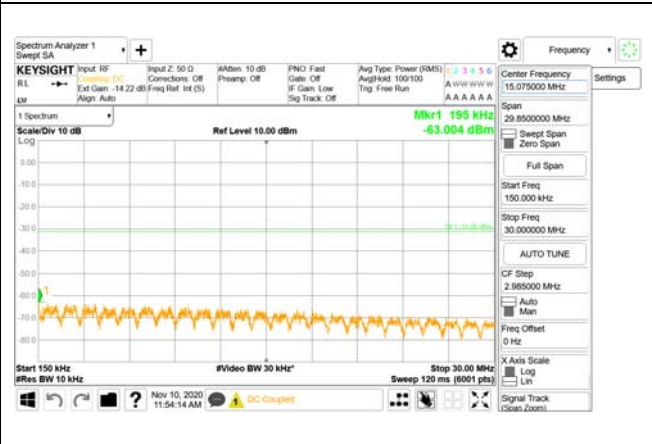 Spectrum Analyzer 1
Swept SA
Frequency
KEYSIGHT
RL
Input: RF
Coupling: DC
Ext Gain: -14.22 dB
Align: Auto
Input Z: 50 Ω
Corrections: Off
Freq Ref: Int (S)
#Atten: 10 dB
Preamp: Off
PNO: Fast
Gate: Off
IF Gain: Low
Sig Track: Off
Avg Type: Power (RMS)
Avg|Hold: 100/100
Trig: Free Run
1 2 3 4 5 6
A W W W W W
A A A A A A
1 Spectrum
Mkr1 195 kHz
-63.004 dBm
Scale/Div 10 dB
Ref Level 10.00 dBm
Log
0.00
-10.0
-20.0
-30.0
-40.0
-50.0
-60.0
-70.0
-80.0
1
Start 150 kHz
#Video BW 30 kHz*
Stop 30.00 MHz
#Res BW 10 kHz
Sweep 120 ms (6001 pts)
Nov 10, 2020
11:54:14 AM
DC Coupled
Center Frequency
15.075000 MHz
Settings
Span
29.8500000 MHz
Swept Span
Zero Span
Full Span
Start Freq
150.000 kHz
Stop Freq
30.000000 MHz
AUTO TUNE
CF Step
2.985000 MHz
Auto
Man
Freq Offset
0 Hz
X Axis Scale
Log
Lin
Signal Track
(Span Zoom)